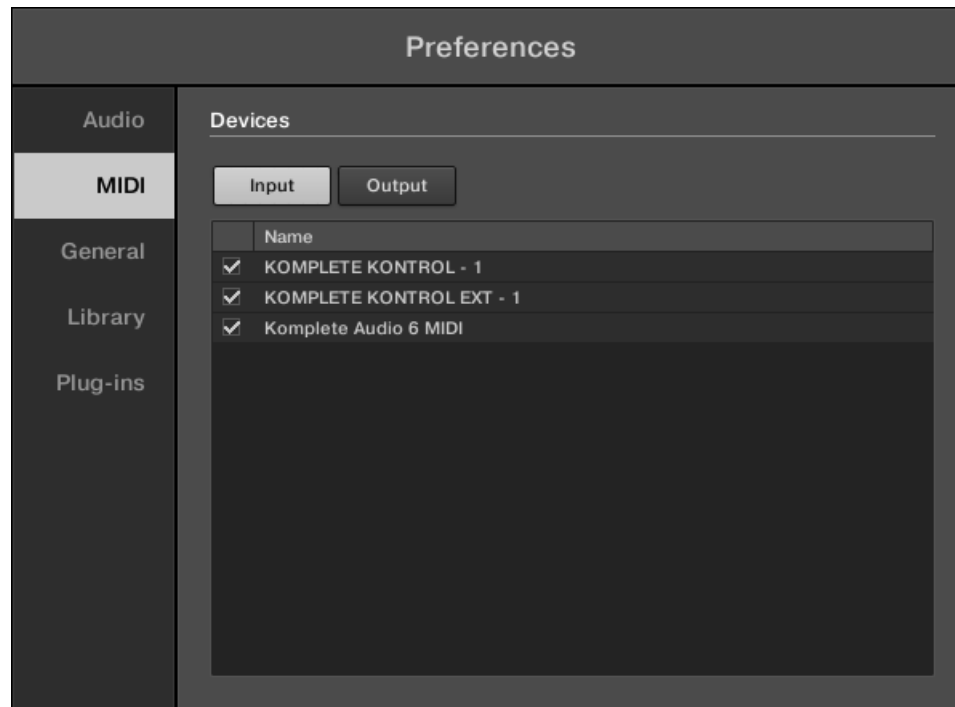 Preferences
Audio
MIDI
General
Library
Plug-ins
Devices
Input Output
Name
KOMPLETE KONTROL - 1
KOMPLETE KONTROL EXT - 1
Komplete Audio 6 MIDI